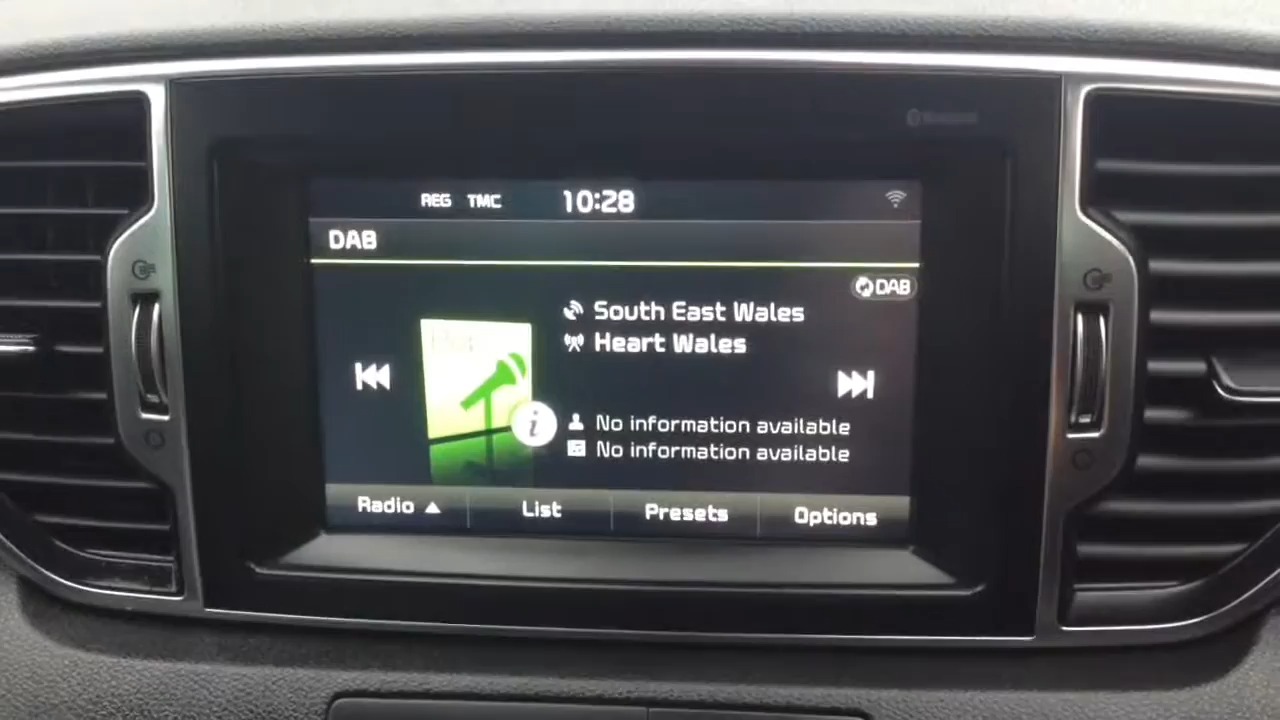 REG TMC 10:28
DAB
DAB
South East Wales
Heart Wales
i
No information available
No information available
Radio List Presets Options